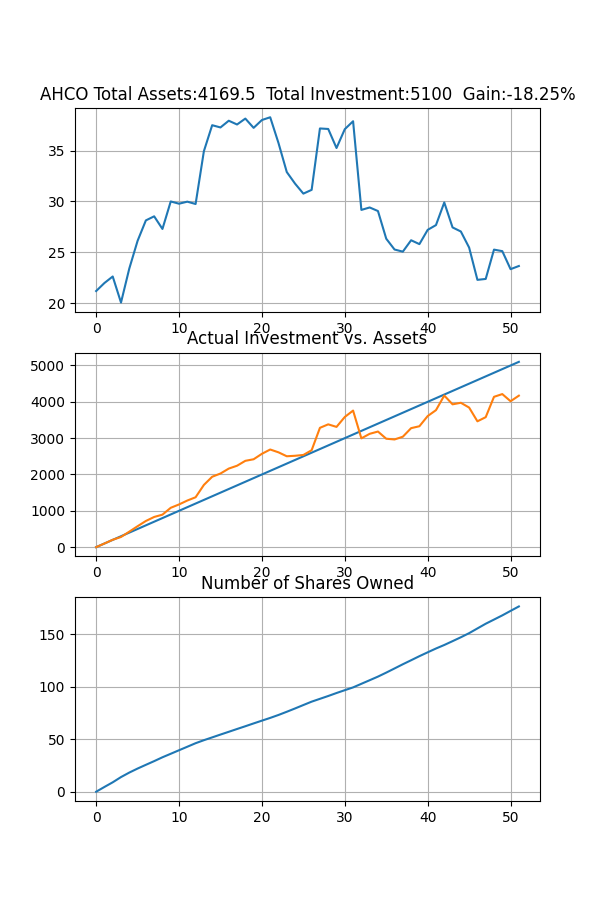 AHCO Total Assets:4169.5  Total Investment:5100  Gain:-18.25%
35
30
25
20
0 10 20 30 40 50
Actual Investment vs. Assets
5000
4000
3000
2000
1000
0
0 10 20 30 40 50
Number of Shares Owned
150
100
50
0
0 10 20 30 40 50